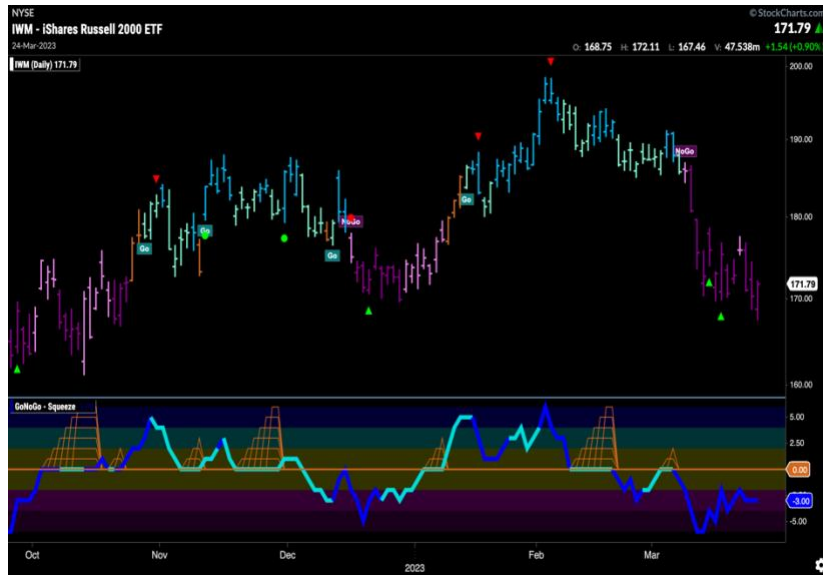 NYSE
© StockCharts.com
IWM - iShares Russell 2000 ETF
171.79
24-Mar-2023
O: 168.75 H: 172.11 L: 167.46 V: 47.538m +1.54 (+0.90%)
IWM (Daily) 171.79
200.00
190.00
NoGo
Go
180.00
NoGo
Go
Go
Go
171.79
170.00
160.00
GoNoGo - Squeeze
5.00
2.50
0.00
-3.00
-5.00
Oct Nov Dec Feb Mar
2023